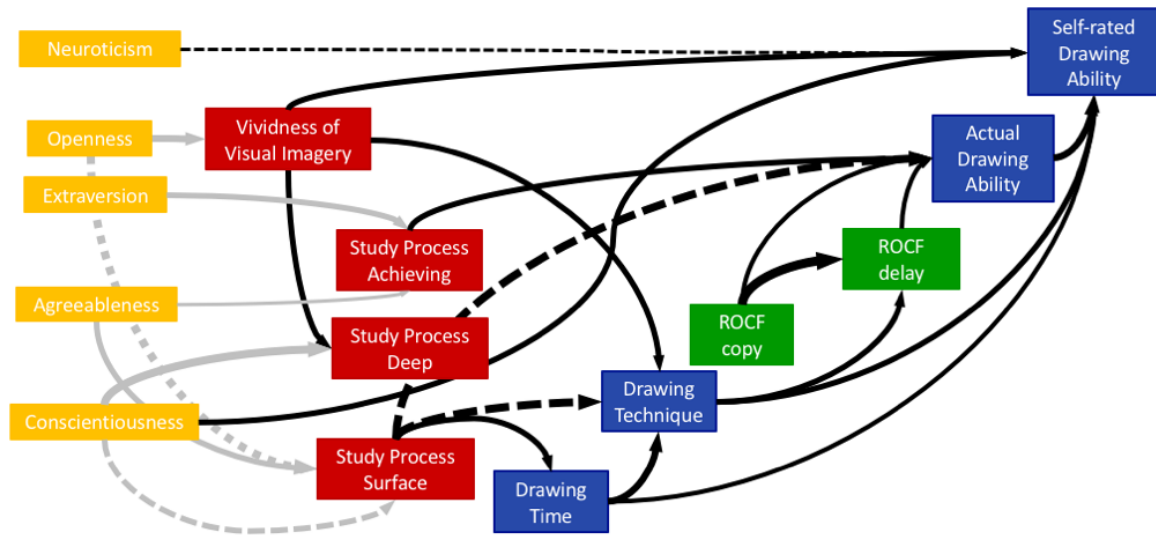 Neuroticism
Self-rated
Drawing
Ability
Openness
Vividness of
Visual Imagery
Actual
Drawing
Ability
Extraversion
Study Process
Achieving
ROCF
delay
Agreeableness
ROCF
copy
Study Process
Deep
Drawing
Technique
Conscientiousness
Study Process
Surface
Drawing
Time